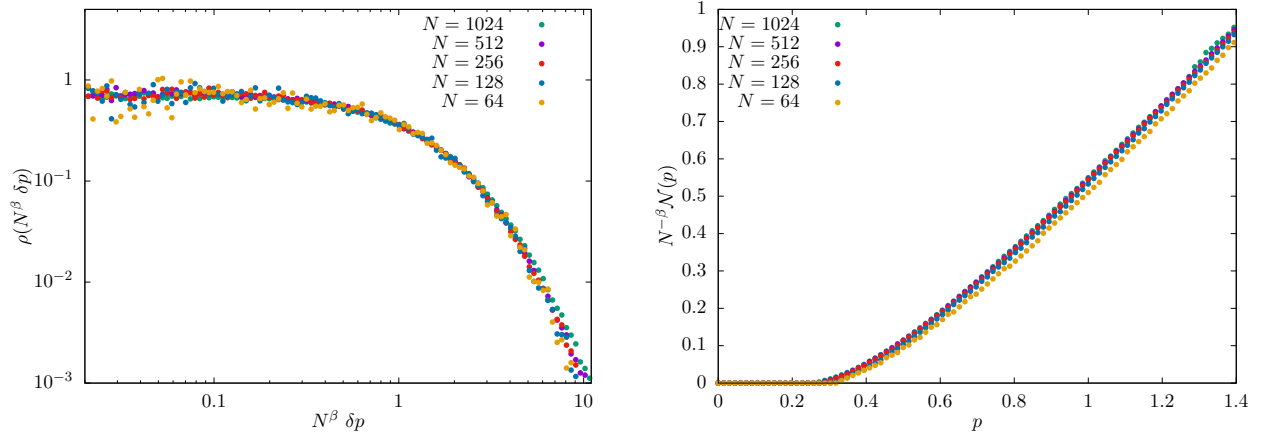 N = 1024
N = 512
N = 256
N = 128
N = 64
1
10⁻¹
10⁻²
10⁻³
ρ(N^β δp)
0.1 1 10
N^β δp
N = 1024
N = 512
N = 256
N = 128
N = 64
1
0.9
0.8
0.7
0.6
0.5
0.4
0.3
0.2
0.1
0
N^{-β}𝒩(p)
0 0.2 0.4 0.6 0.8 1 1.2 1.4
p